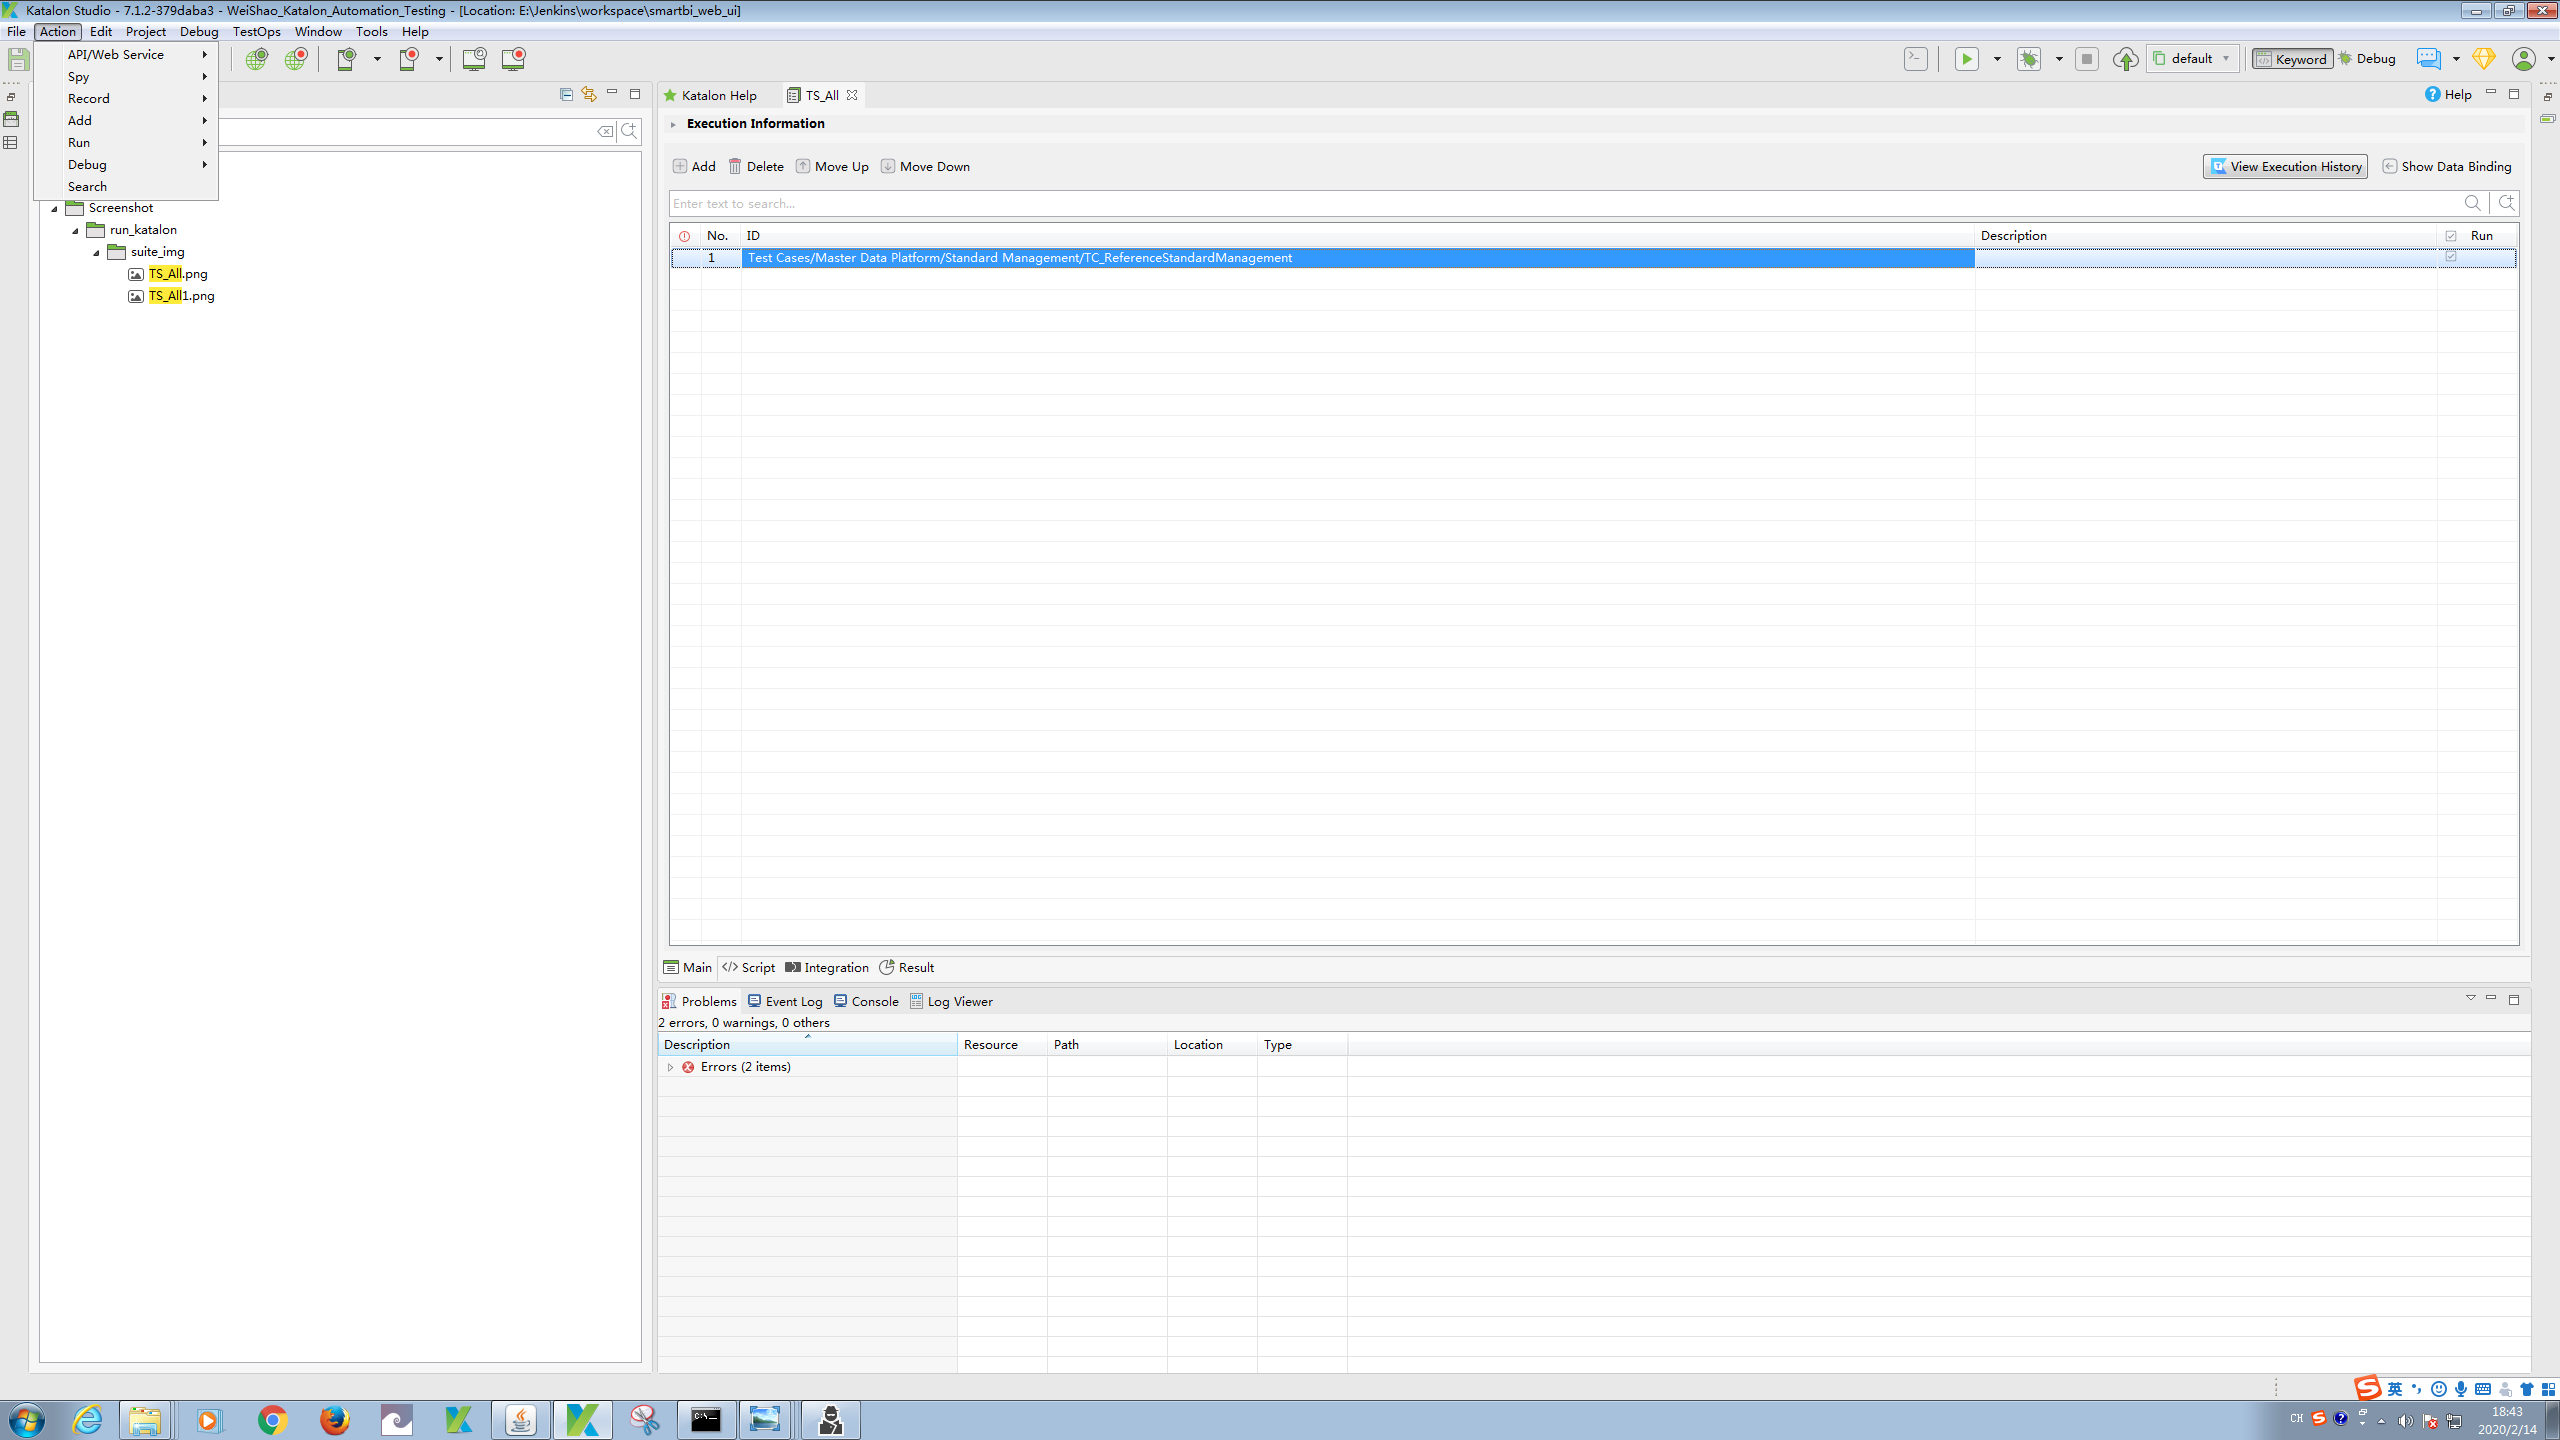 Katalon Studio - 7.1.2-379daba3 - WeiShao_Katalon_Automation_Testing - [Location: E:\Jenkins\workspace\smartbi_web_ui]
File Action Edit Project Debug TestOps Window Tools Help
API/Web Service
Spy
Record
Add
Run
Debug
Search
default Keyword Debug
Screenshot
run_katalon
suite_img
TS_All.png
TS_All1.png
Katalon Help TS_All Help
Execution Information
Add Delete Move Up Move Down View Execution History Show Data Binding
Enter text to search...
No. ID Description Run
1 Test Cases/Master Data Platform/Standard Management/TC_ReferenceStandardManagement
Main Script Integration Result
Problems Event Log Console Log Viewer
2 errors, 0 warnings, 0 others
Description Resource Path Location Type
Errors (2 items)
英
CH
18:43
2020/2/14